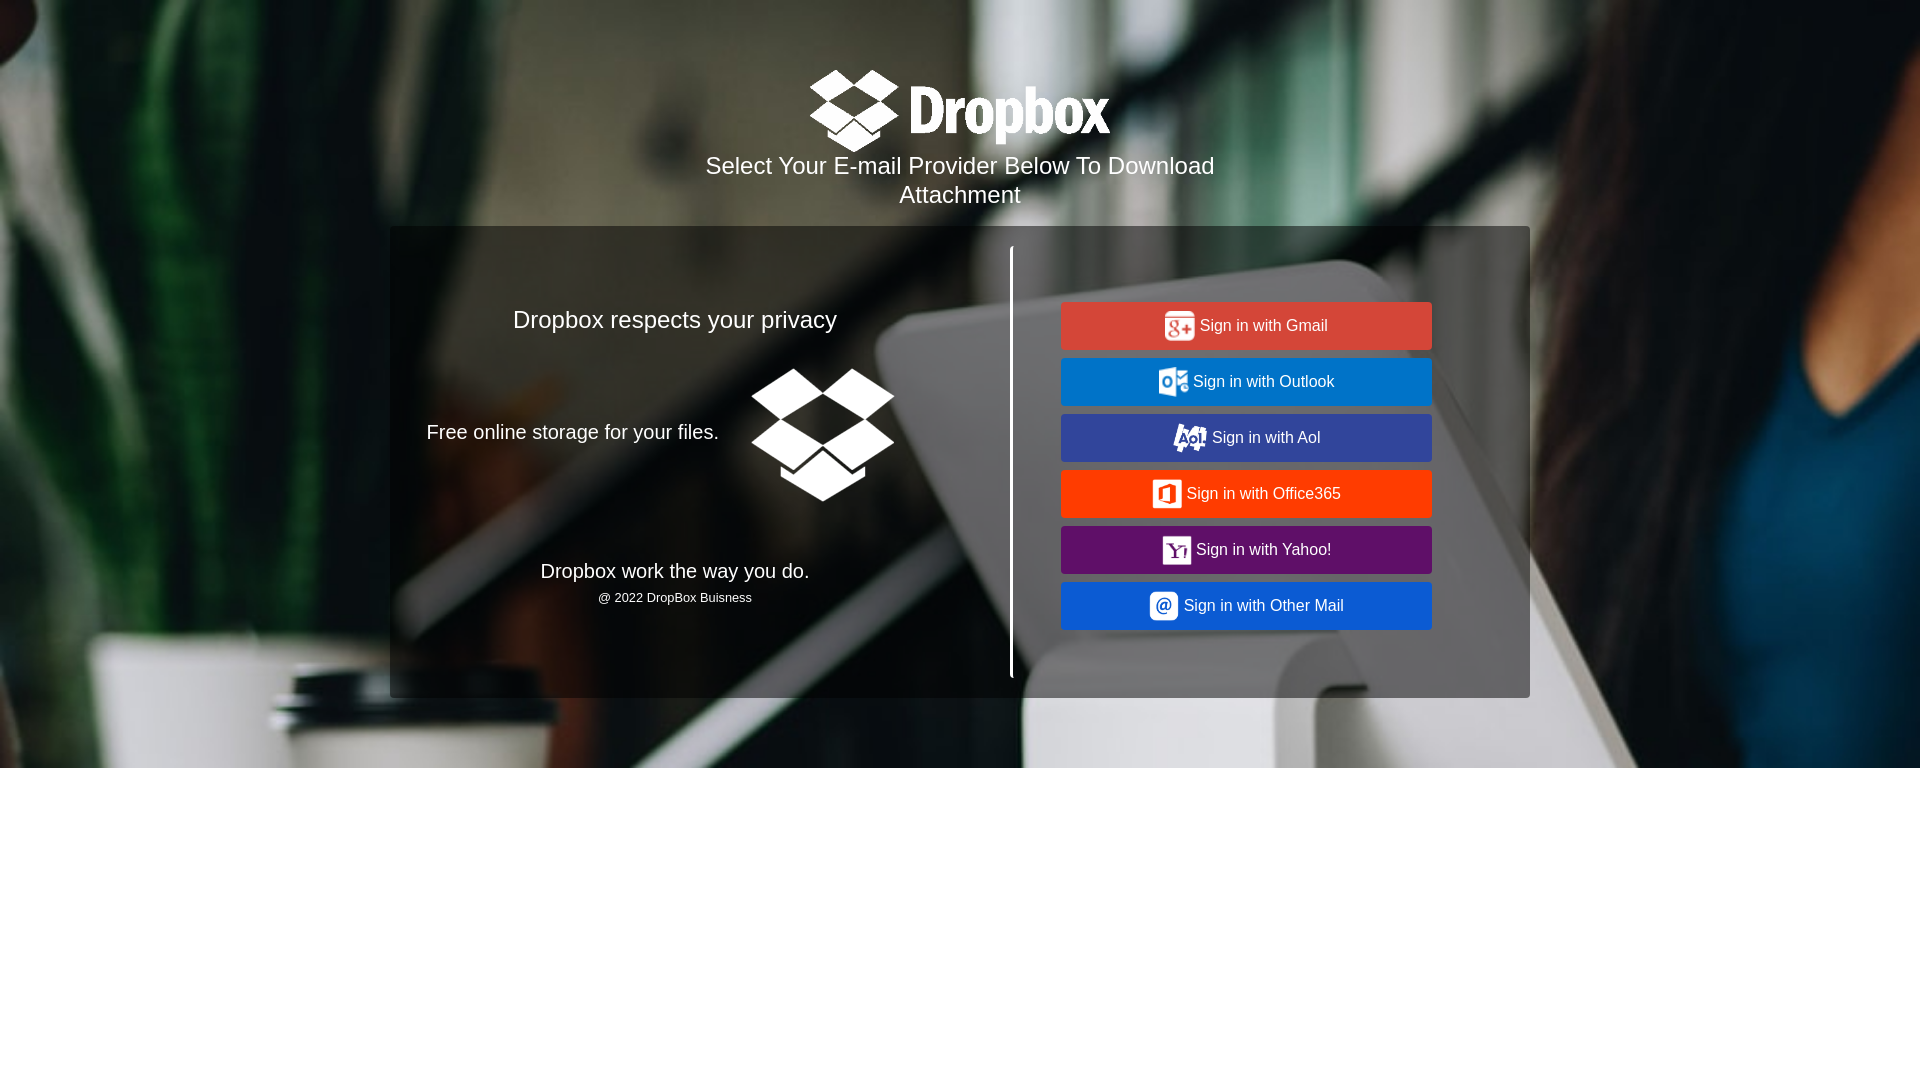 Dropbox
Select Your E-mail Provider Below To Download
Attachment
Dropbox respects your privacy
Free online storage for your files.
Dropbox work the way you do.
@ 2022 DropBox Buisness
g+ Sign in with Gmail
O Sign in with Outlook
Aol. Sign in with Aol
Sign in with Office365
Y! Sign in with Yahoo!
@ Sign in with Other Mail